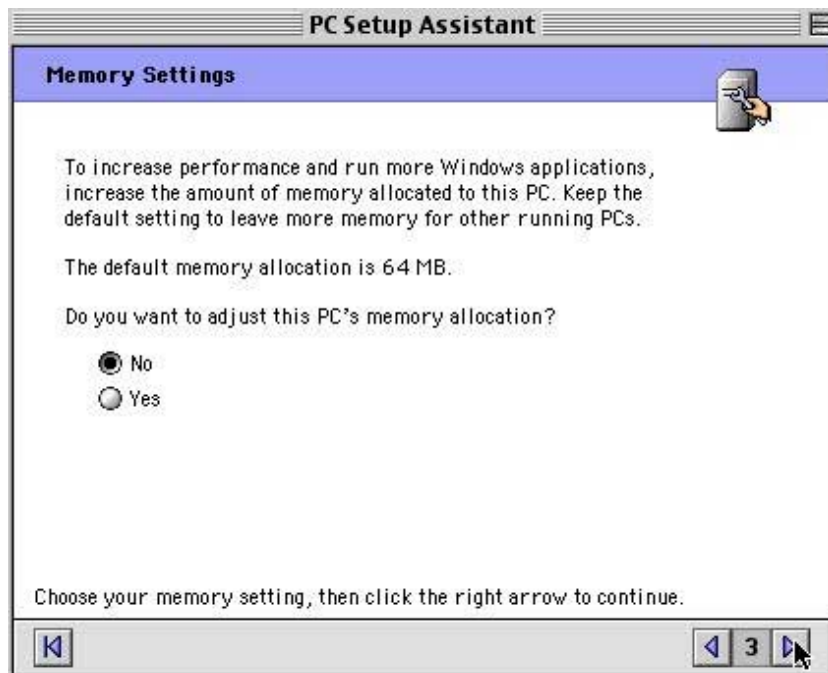 PC Setup Assistant
Memory Settings
To increase performance and run more Windows applications,
increase the amount of memory allocated to this PC. Keep the
default setting to leave more memory for other running PCs.
The default memory allocation is 64 MB.
Do you want to adjust this PC's memory allocation?
No
Yes
Choose your memory setting, then click the right arrow to continue.
3